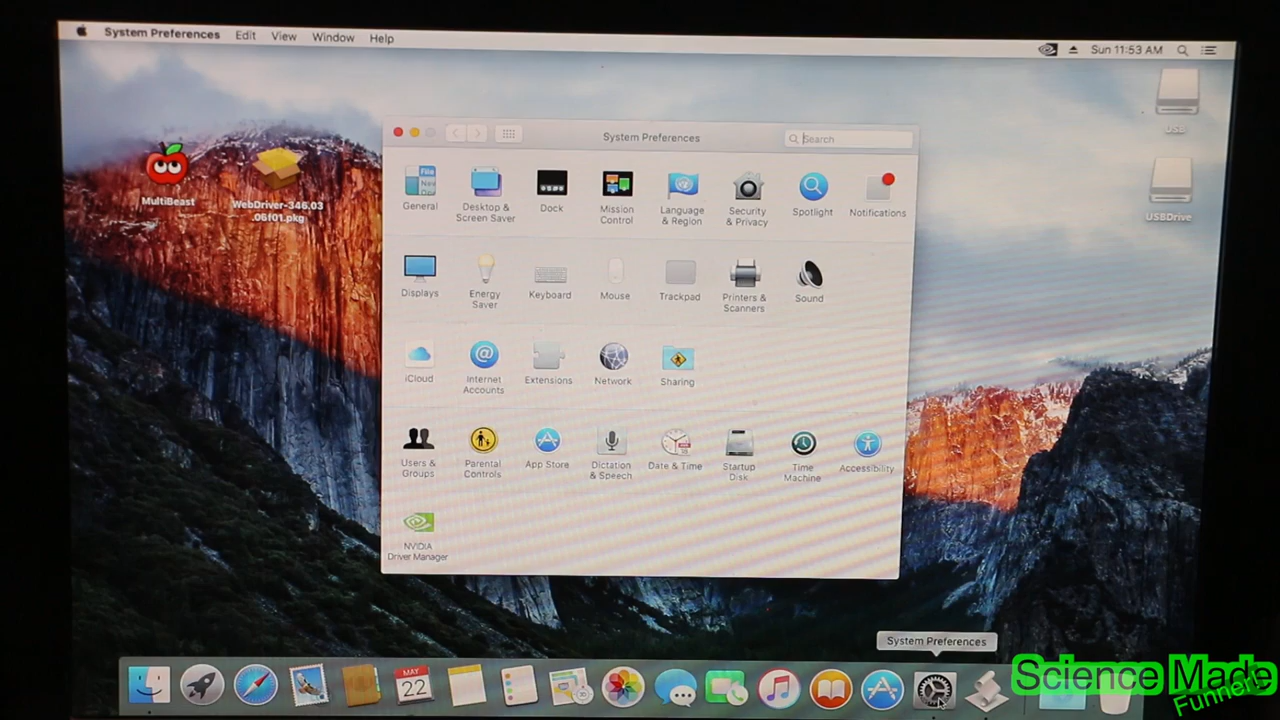 System Preferences Edit View Window Help
Sun 11:53 AM
System Preferences
Search
USB
USBDrive
MultiBeast
WebDriver-346.03
.06f01.pkg
General
Desktop &
Screen Saver
Dock
Mission
Control
Language
& Region
Security
& Privacy
Spotlight
Notifications
Displays
Energy
Saver
Keyboard
Mouse
Trackpad
Printers &
Scanners
Sound
iCloud
Internet
Accounts
Extensions
Network
Sharing
Users &
Groups
Parental
Controls
App Store
Dictation
& Speech
Date & Time
Startup
Disk
Time
Machine
Accessibility
NVIDIA
Driver Manager
System Preferences
MAY
22
Science Made
Funner!